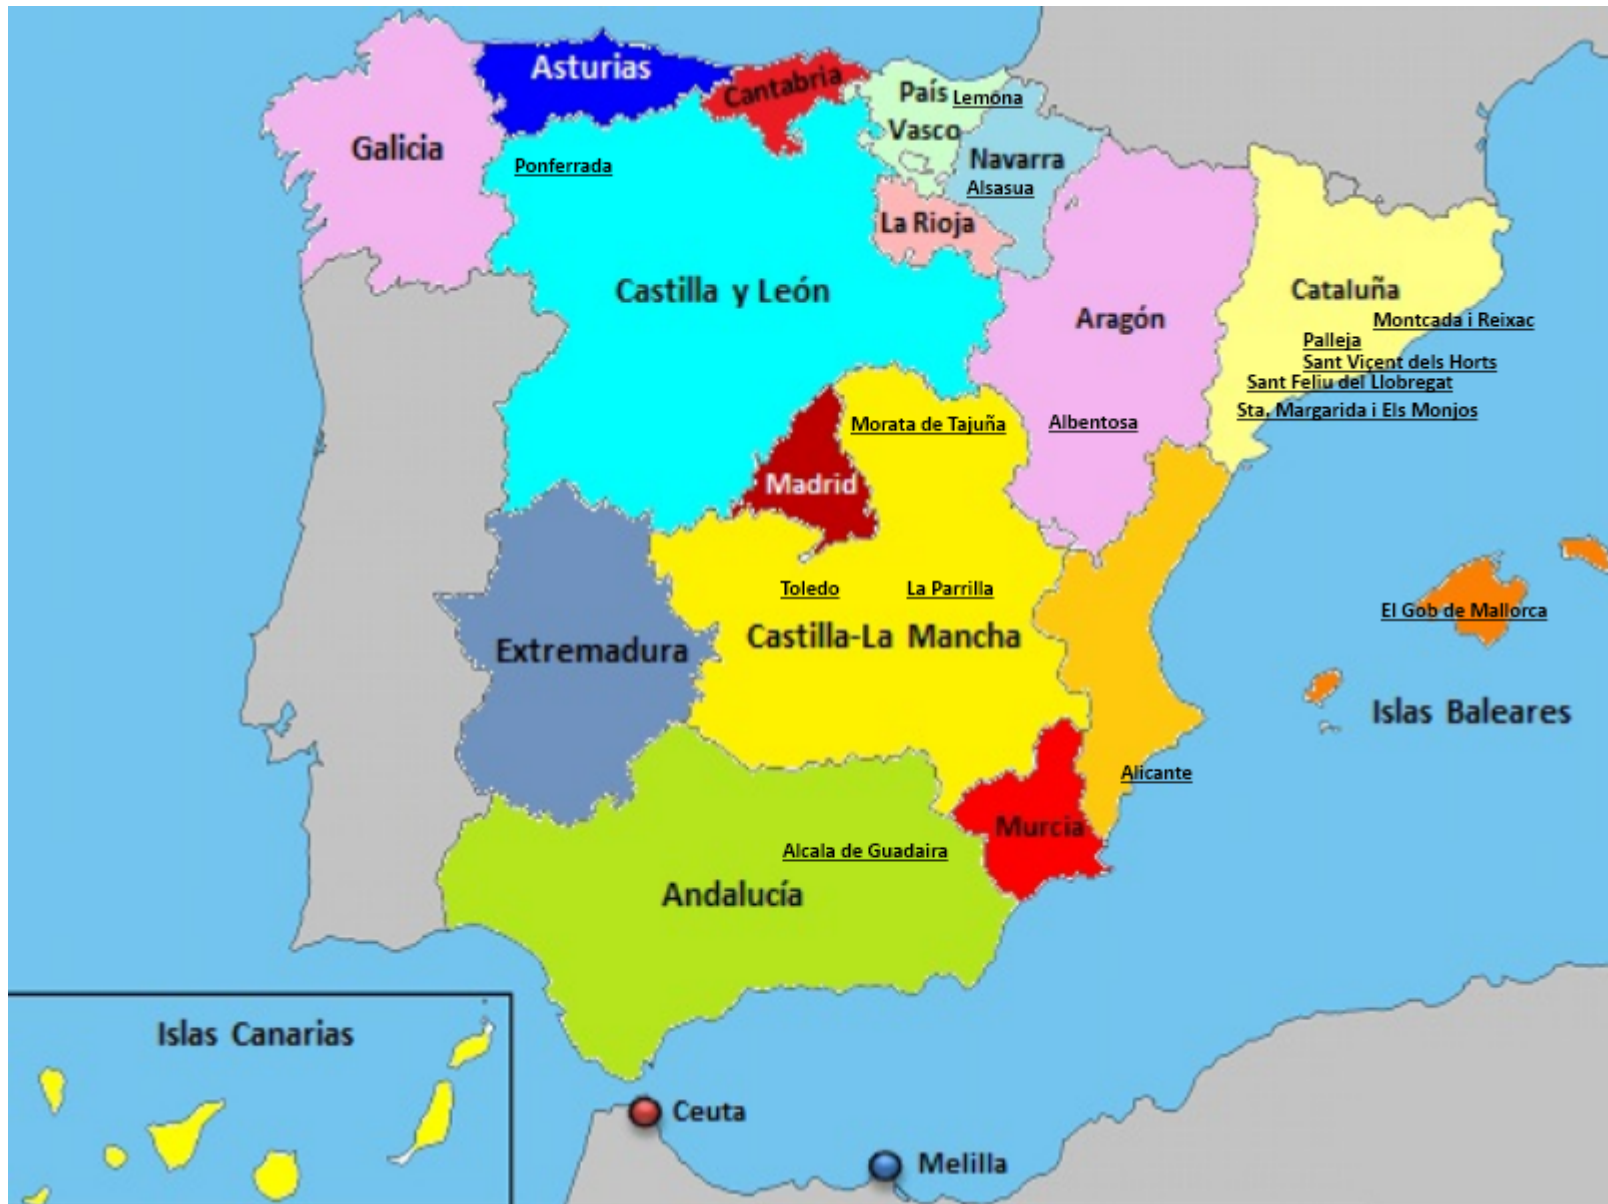 Asturias
Cantabria
País
Vasco
Lemona
Galicia
Ponferrada
Navarra
Alsasua
La Rioja
Castilla y León
Aragón
Cataluña
Montcada i Reixac
Palleja
Sant Viçent dels Horts
Sant Feliu del Llobregat
Sta. Margarida i Els Monjos
Morata de Tajuña
Albentosa
Madrid
Toledo
La Parrilla
El Gob de Mallorca
Castilla-La Mancha
Extremadura
Islas Baleares
Alicante
Murcia
Alcala de Guadaira
Andalucía
Islas Canarias
Ceuta
Melilla